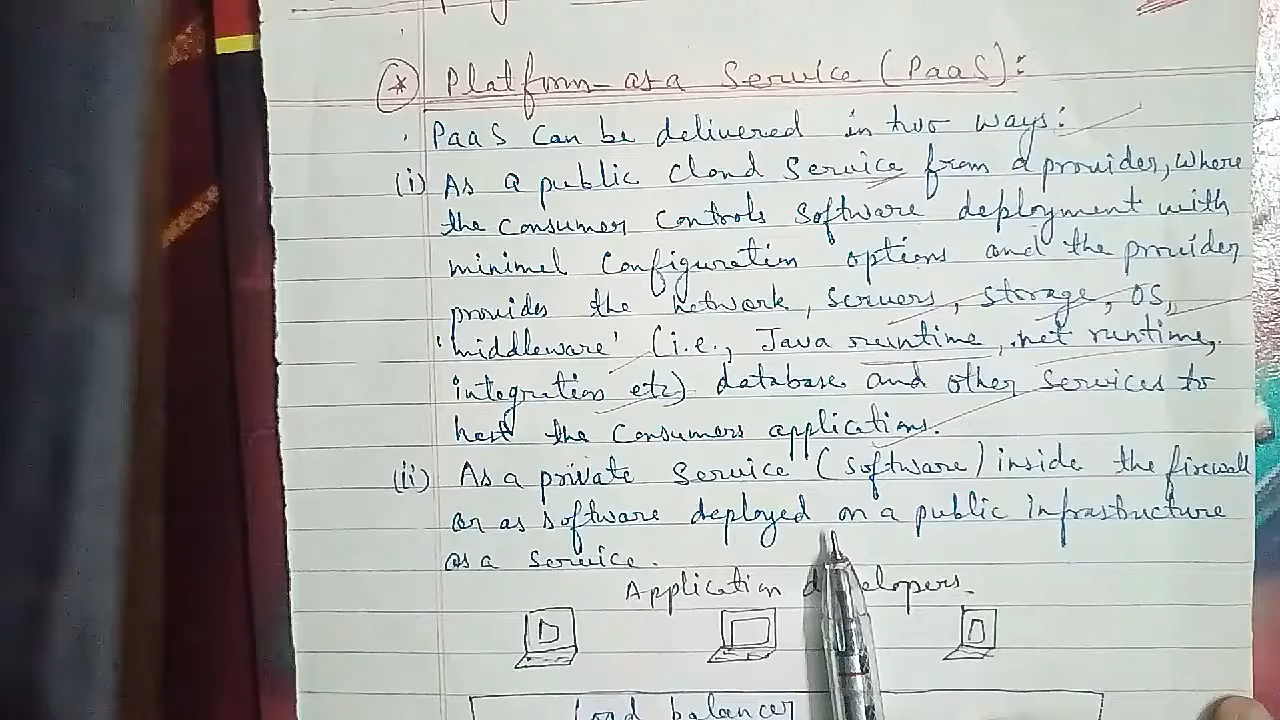 * Platform as a Service (PaaS):
PaaS can be delivered in two ways:
(i) As a public cloud service from a provider, where
the consumer controls software deployment with
minimal configuration options and the provider
provides the network, servers, storage, OS,
'middleware' (i.e., Java runtime, .net runtime,
integration etc) database and other services to
host the consumers application.
(ii) As a private service (software) inside the firewall
or as software deployed on a public infrastructure
as a service.
Application developers.
Load balancer